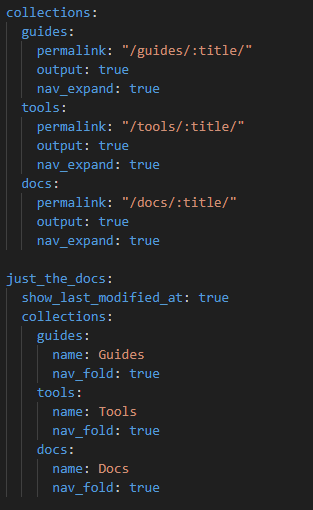 collections:
  guides:
    permalink: "/guides/:title/"
    output: true
    nav_expand: true
  tools:
    permalink: "/tools/:title/"
    output: true
    nav_expand: true
  docs:
    permalink: "/docs/:title/"
    output: true
    nav_expand: true

just_the_docs:
  show_last_modified_at: true
  collections:
    guides:
      name: Guides
      nav_fold: true
    tools:
      name: Tools
      nav_fold: true
    docs:
      name: Docs
      nav_fold: true